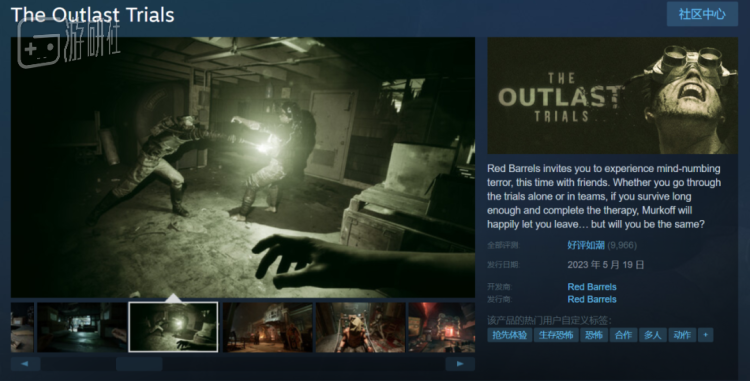 The Outlast Trials
社区中心
游研社
THE
OUTLAST
TRIALS
Red Barrels invites you to experience mind-numbing
terror, this time with friends. Whether you go through
the trials alone or in teams, if you survive long
enough and complete the therapy, Murkoff will
happily let you leave… but will you be the same?
全部评测: 好评如潮 (9,966)
发行日期: 2023 年 5 月 19 日
开发商: Red Barrels
发行商: Red Barrels
该产品的热门用户自定义标签:
抢先体验 生存恐怖 恐怖 合作 多人 动作 +